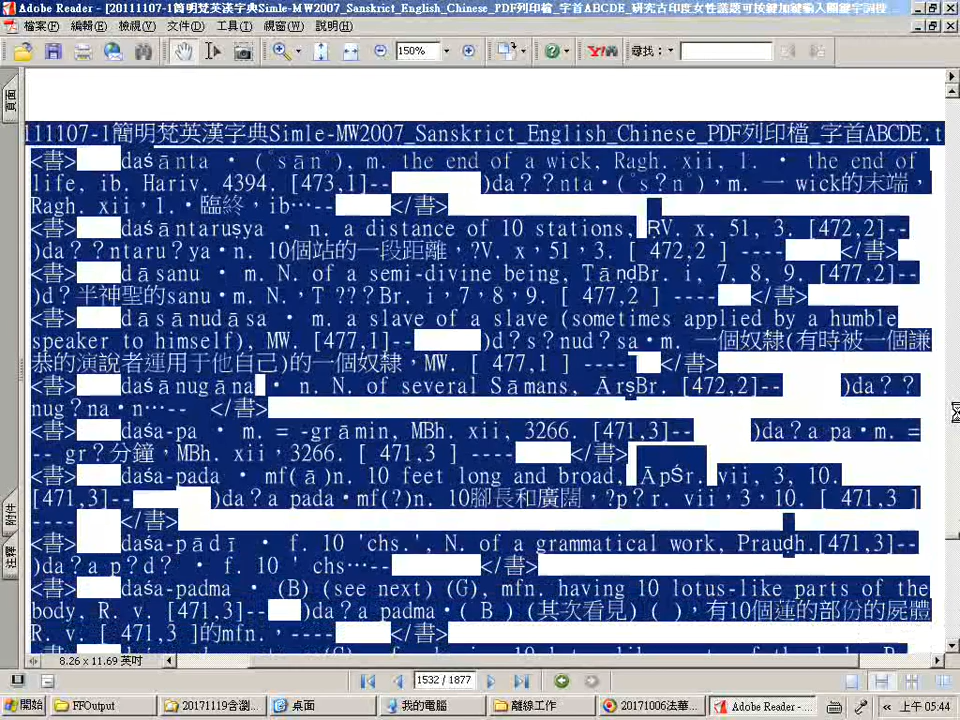 Adobe Reader - [20111107-1簡明梵英漢字典Simle-MW2007_Sanskrict_English_Chinese_PDF列印檔_字首ABCDE_研究古印度女性議題可按鍵加鍵輸入關鍵字詞搜
檔案(F) 編輯(E) 檢視(V) 文件(D) 工具(T) 視窗(W) 說明(H)
150% 尋找:
頁面
111107-1簡明梵英漢字典Simle-MW2007_Sanskrict_English_Chinese_PDF列印檔_字首ABCDE.t
<書> daśānta • (°sān°), m. the end of a wick, Ragh. xii, 1. • the end of
life, ib. Hariv. 4394. [473,1]-- )da??nta•(ˈs?n°),m. 一 wick的末端,
Ragh. xii,1.•臨終,ib…-- </書>
<書> daśāntaruṣya • n. a distance of 10 stations, RV. x, 51, 3. [472,2]--
)da??ntaru?ya•n. 10個站的一段距離,?V. x,51,3. [ 472,2 ] ---- </書>
<書> dāsanu • m. N. of a semi-divine being, TāṇḍBr. i, 7, 8, 9. [477,2]--
)d?半神聖的sanu•m. N.,T ???Br. i,7,8,9. [ 477,2 ] ---- </書>
<書> dāsānudāsa • m. a slave of a slave (sometimes applied by a humble
speaker to himself), MW. [477,1]-- )d?s?nud?sa•m. 一個奴隸(有時被一個謙
恭的演說者運用于他自己)的一個奴隸,MW. [ 477,1 ] ---- </書>
<書> daśānugāna • n. N. of several Sāmans, ĀrṣBr. [472,2]-- )da??
nug?na•n…-- </書>
<書> daśa-pa • m. = -grāmin, MBh. xii, 3266. [471,3]-- )da?a pa•m. =
-- gr?分鐘,MBh. xii,3266. [ 471,3 ] ---- </書>
<書> daśa-pada • mf(ā)n. 10 feet long and broad, ĀpŚr. vii, 3, 10.
[471,3]-- )da?a pada•mf(?)n. 10腳長和廣闊,?p?r. vii,3,10. [ 471,3 ]
---- </書>
<書> daśa-pādī • f. 10 'chs.', N. of a grammatical work, Prauḍh.[471,3]--
)da?a p?d? • f. 10 ' chs…-- </書>
<書> daśa-padma • (B) (see next) (G), mfn. having 10 lotus-like parts of the
body, R. v. [471,3]-- )da?a padma•( B ) (其次看見) ( ),有10個蓮的部份的屍體
R. v. [ 471,3 ]的mfn.,---- </書>
附件
注釋
8.26 x 11.69 英吋
1532 / 1877
開始 FFOutput 20171119含瀏... 桌面 我的電腦 離線工作 20171006法華... Adobe Reader - [... 上午 05:44